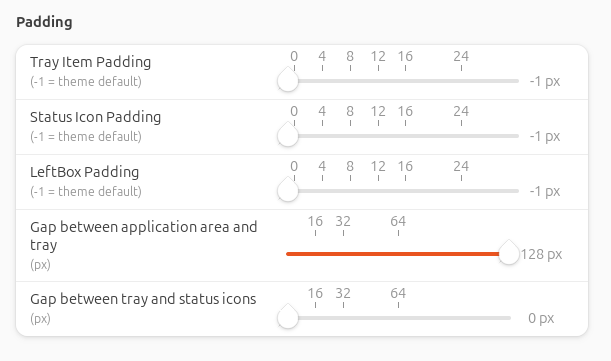 Padding
0 4 8 12 16 24
Tray Item Padding
(-1 = theme default)
-1 px
0 4 8 12 16 24
Status Icon Padding
(-1 = theme default)
-1 px
0 4 8 12 16 24
LeftBox Padding
(-1 = theme default)
-1 px
16 32 64
Gap between application area and
tray
(px)
128 px
16 32 64
Gap between tray and status icons
(px)
0 px